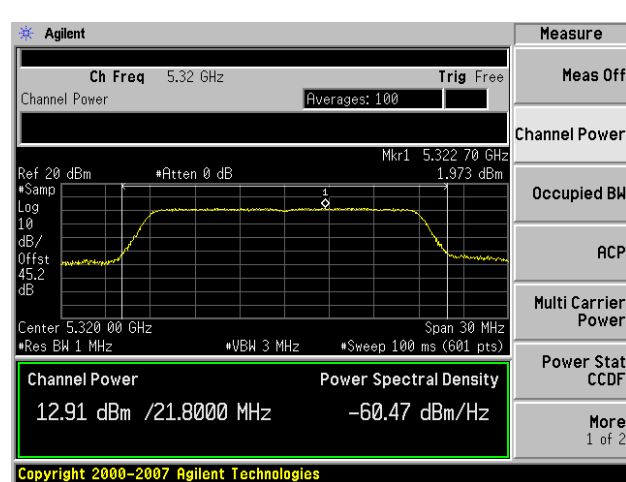 Agilent
Measure
Ch Freq 5.32 GHz Trig Free
Meas Off
Channel Power Averages: 100
Channel Power
Mkr1 5.322 70 GHz
Ref 20 dBm #Atten 0 dB 1.973 dBm
#Samp
1
Occupied BW
Log
10
dB/
ACP
Offst
45.2
dB
Multi Carrier
Power
Center 5.320 00 GHz Span 30 MHz
#Res BW 1 MHz #VBW 3 MHz #Sweep 100 ms (601 pts)
Power Stat
CCDF
Channel Power Power Spectral Density
12.91 dBm /21.8000 MHz -60.47 dBm/Hz
More
1 of 2
Copyright 2000-2007 Agilent Technologies